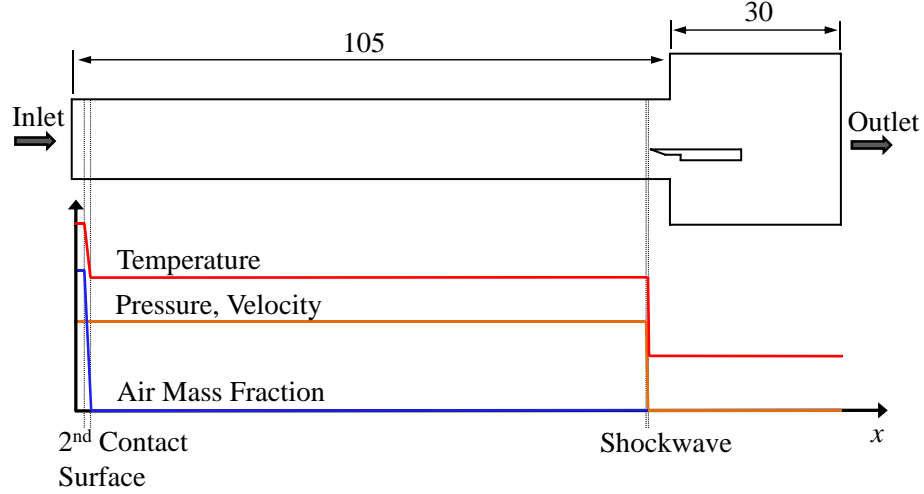 30
105
Inlet
Outlet
Temperature
Pressure, Velocity
Air Mass Fraction
x
2nd Contact
Surface
Shockwave